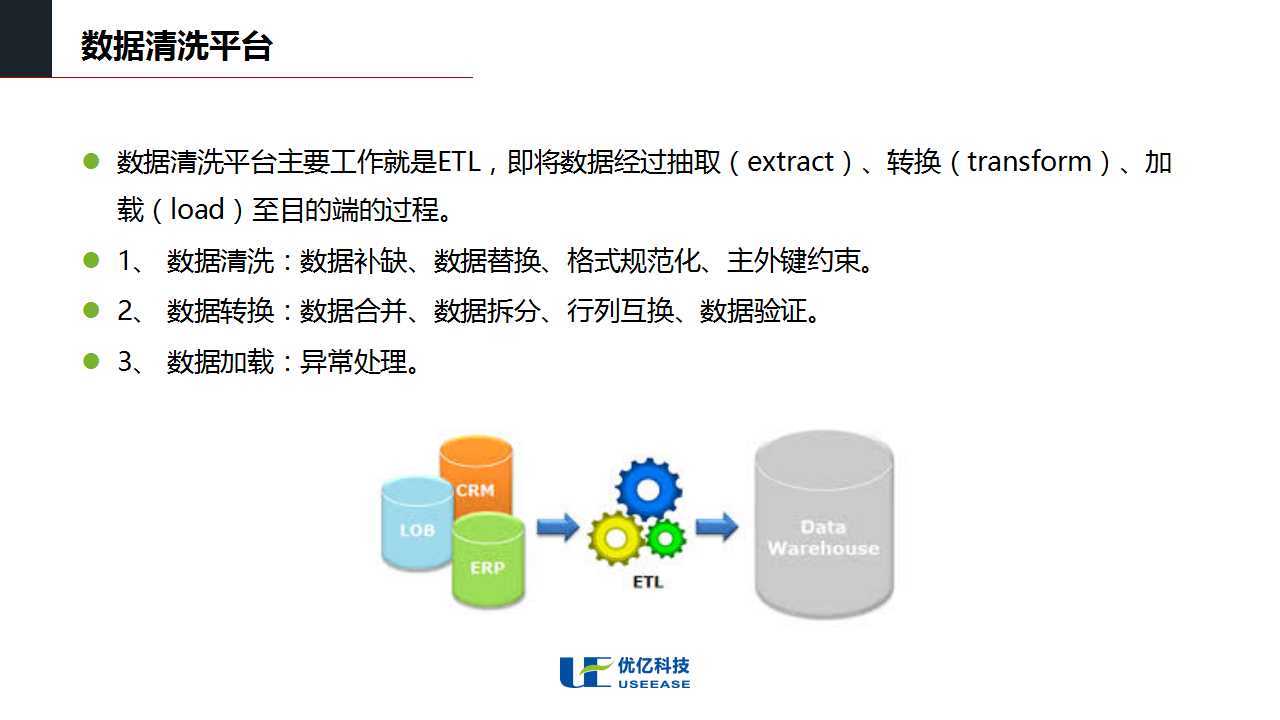 数据清洗平台
数据清洗平台主要工作就是ETL，即将数据经过抽取（extract）、转换（transform）、加
载（load）至目的端的过程。
1、 数据清洗：数据补缺、数据替换、格式规范化、主外键约束。
2、 数据转换：数据合并、数据拆分、行列互换、数据验证。
3、 数据加载：异常处理。
CRM
LOB
ERP
ETL
Data
Warehouse
UE
优亿科技
USEEASE